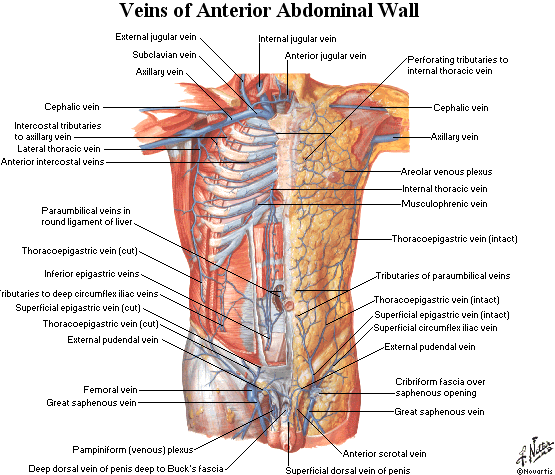 Veins of Anterior Abdominal Wall
External jugular vein
Subclavian vein
Axillary vein
Cephalic vein
Intercostal tributaries
to axillary vein
Lateral thoracic vein
Anterior intercostal veins
Paraumbilical veins in
round ligament of liver
Thoracoepigastric vein (cut)
Inferior epigastric veins
Tributaries to deep circumflex iliac veins
Superficial epigastric vein (cut)
Thoracoepigastric vein (cut)
External pudendal vein
Femoral vein
Great saphenous vein
Pampiniform (venous) plexus
Deep dorsal vein of penis deep to Buck's fascia
Internal jugular vein
Anterior jugular vein
Perforating tributaries to
internal thoracic vein
Cephalic vein
Axillary vein
Areolar venous plexus
Internal thoracic vein
Musculophrenic vein
Thoracoepigastric vein (intact)
Tributaries of paraumbilical veins
Thoracoepigastric vein (intact)
Superficial epigastric vein (intact)
Superficial circumflex iliac vein
External pudendal vein
Cribriform fascia over
saphenous opening
Great saphenous vein
Anterior scrotal vein
Superficial dorsal vein of penis
F. Netter
©Novartis